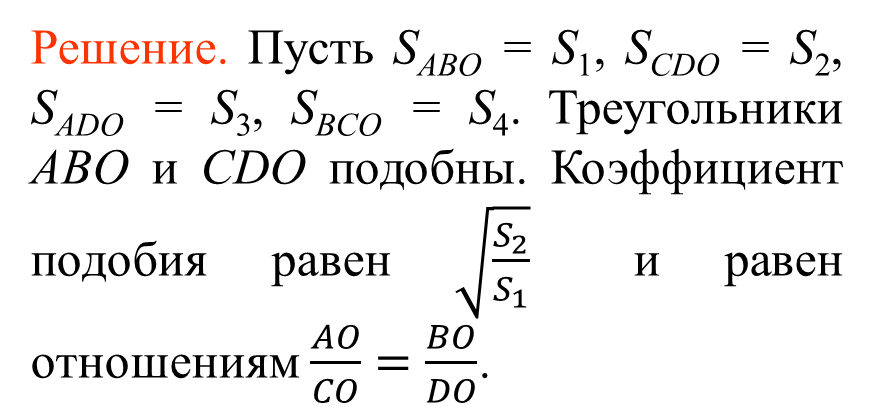 Решение. Пусть S_{ABO} = S_1, S_{CDO} = S_2,
S_{ADO} = S_3, S_{BCO} = S_4. Треугольники
ABO и CDO подобны. Коэффициент
подобия равен \sqrt{\frac{S_2}{S_1}} и равен
отношениям \frac{AO}{CO} = \frac{BO}{DO}.